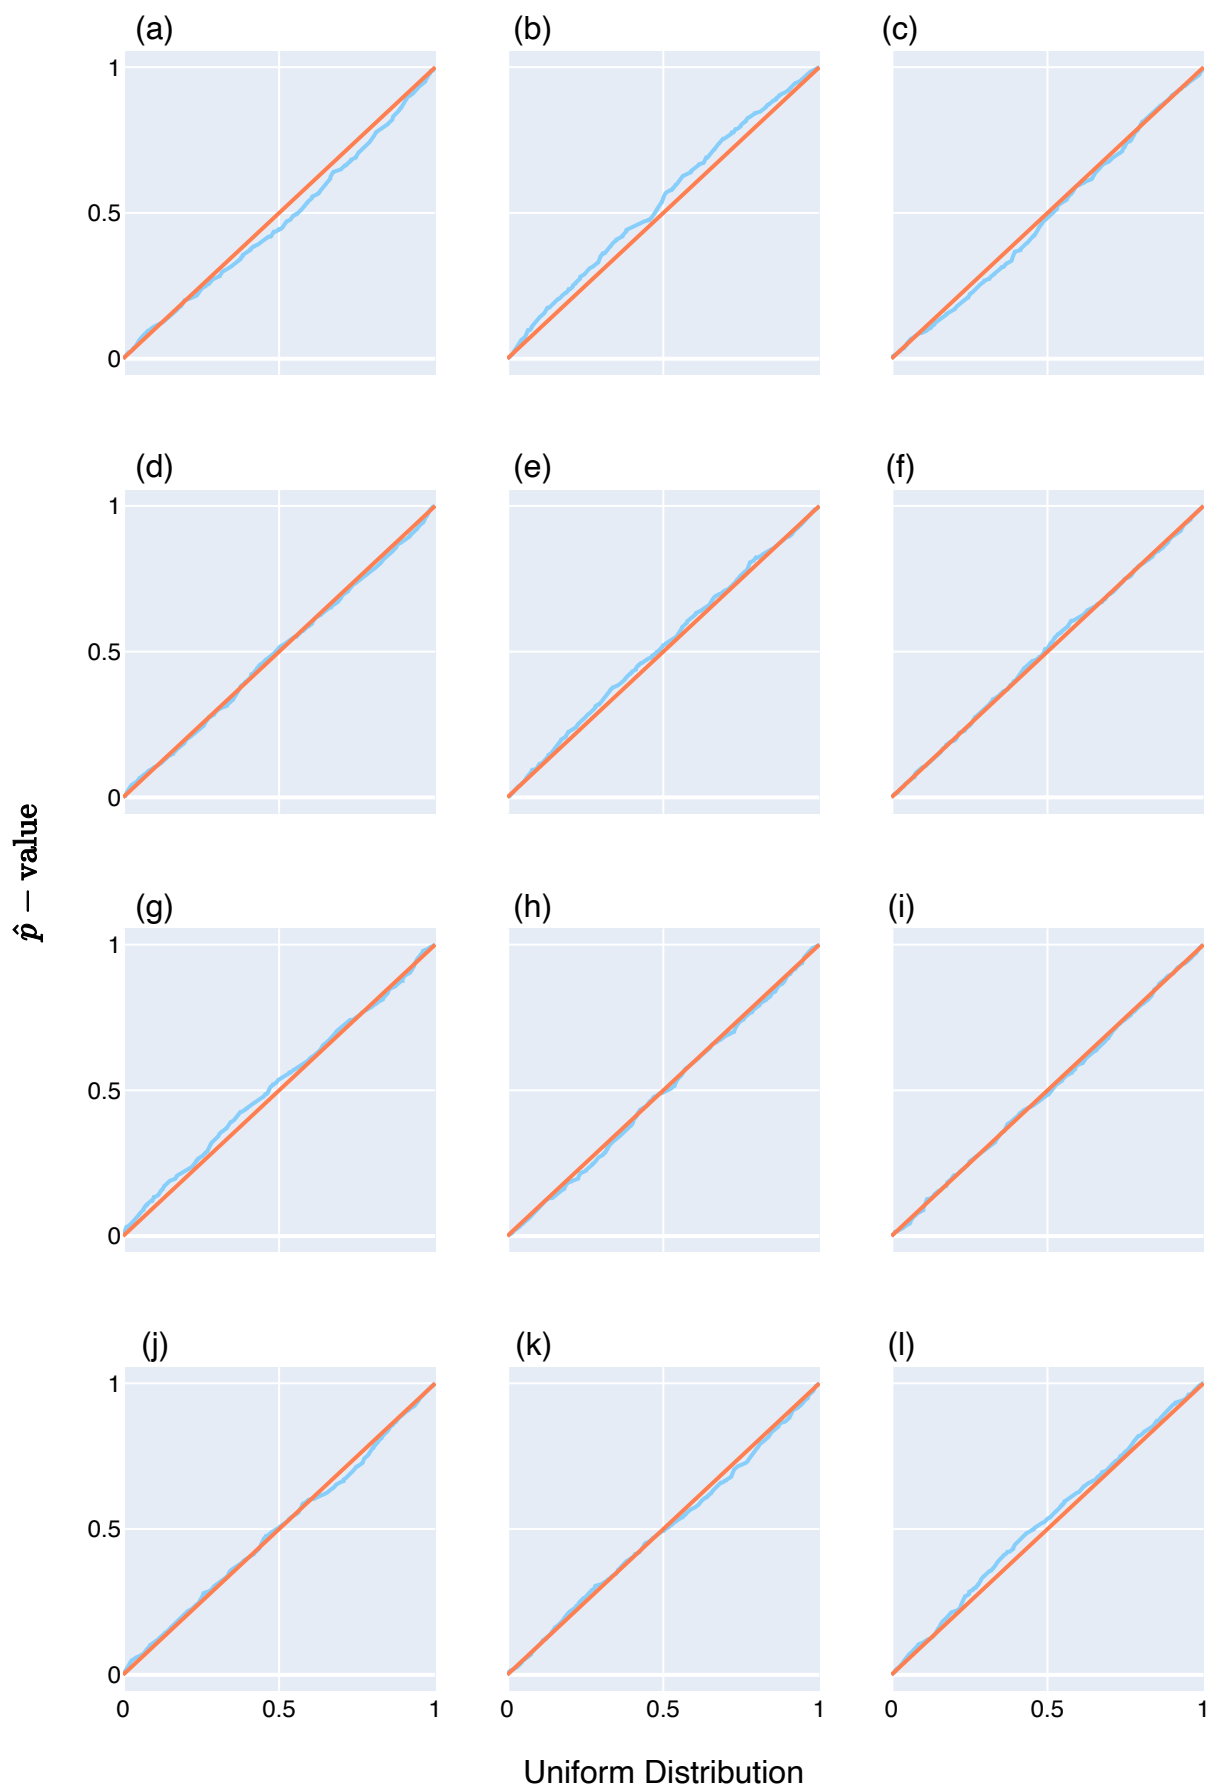 (a) (b) (c)
1
0.5
0
(d) (e) (f)
1
0.5
0
p̂ − value
(g) (h) (i)
1
0.5
0
(j) (k) (l)
1
0.5
0
0 0.5 1 0 0.5 1 0 0.5 1
Uniform Distribution